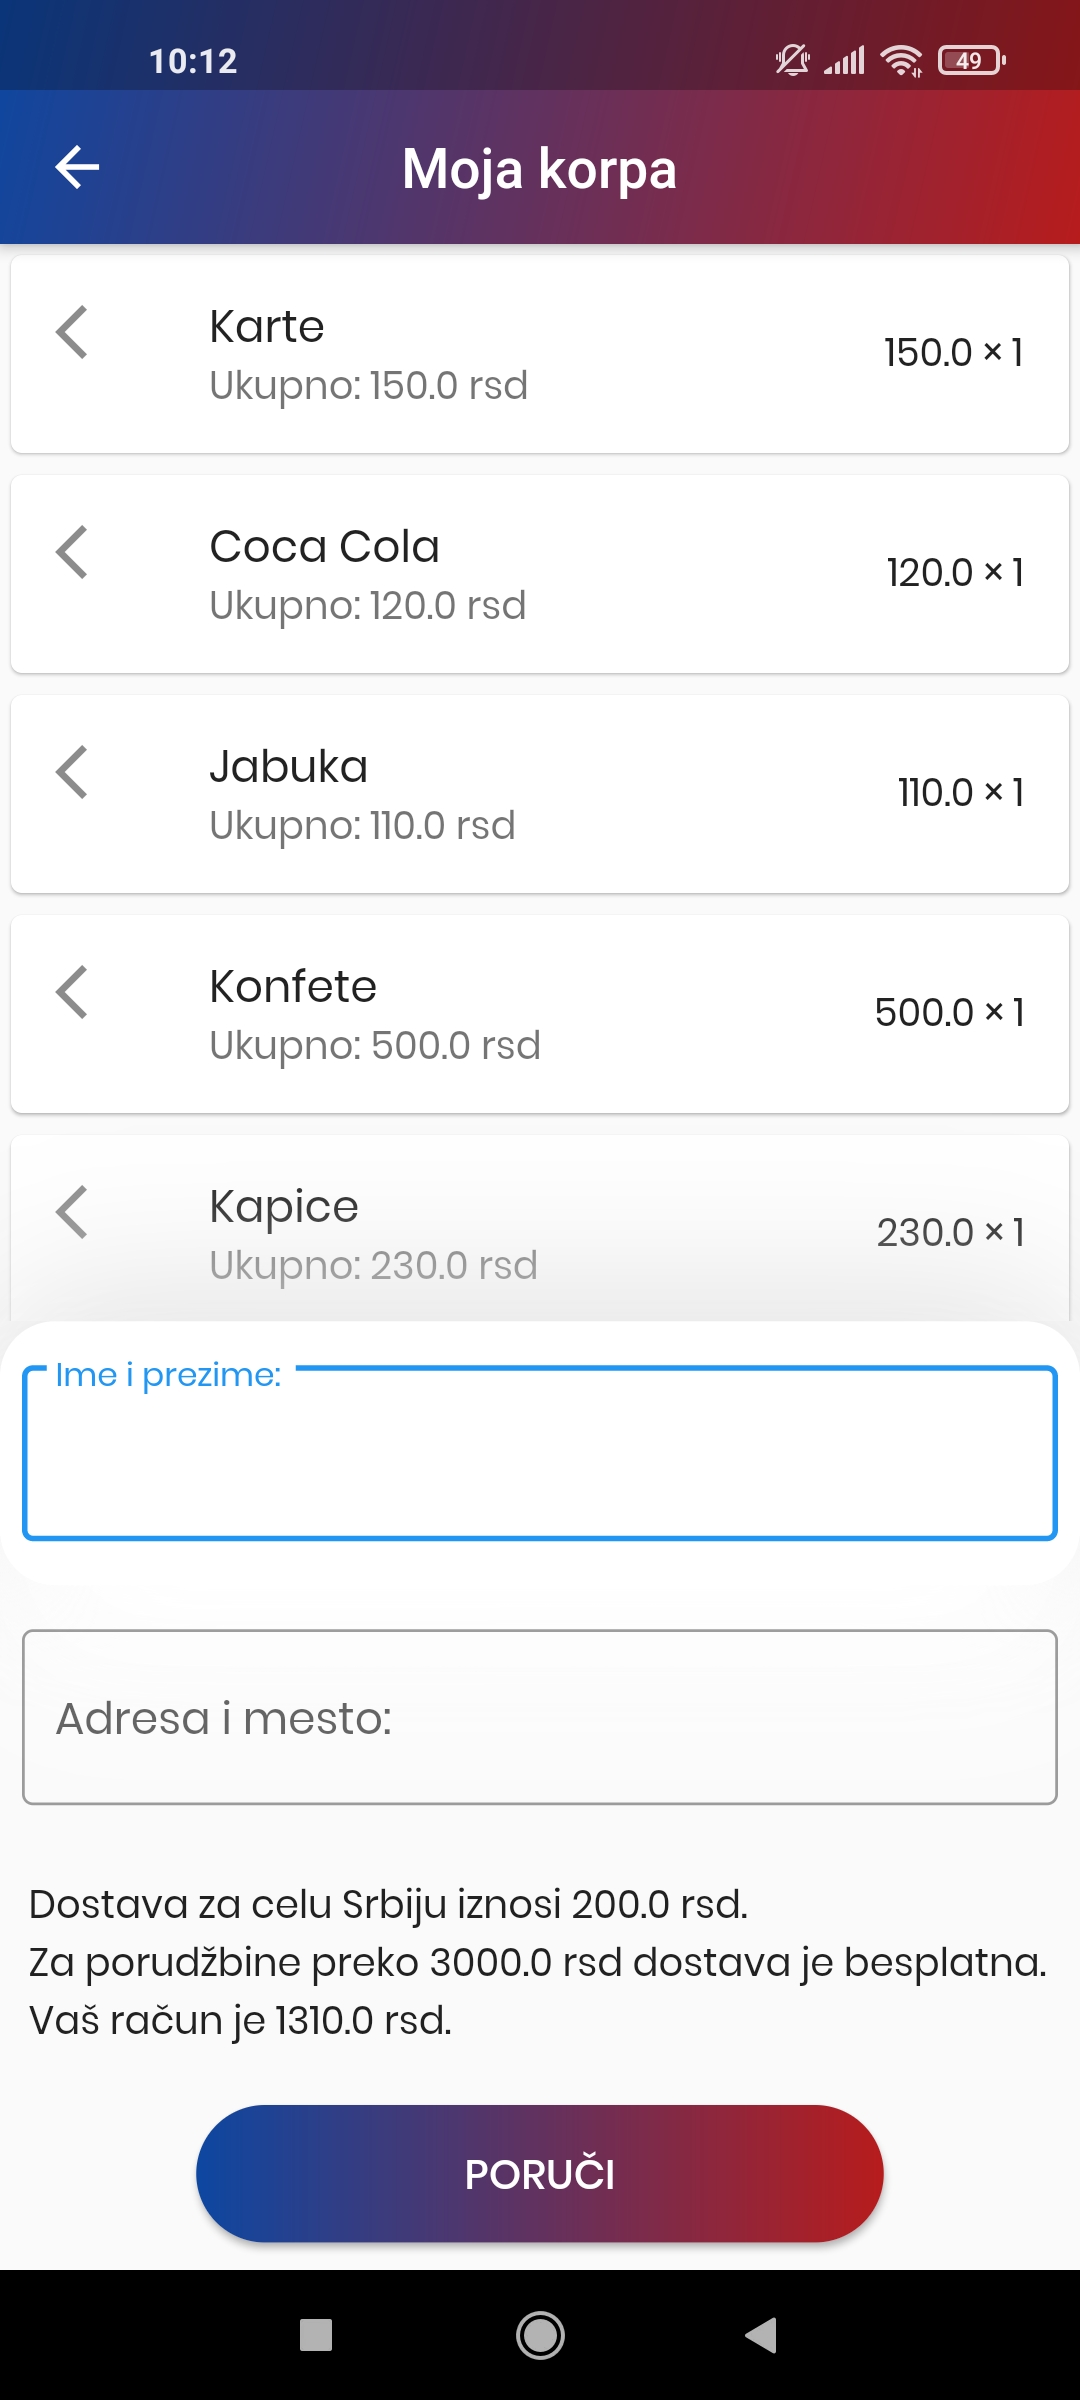 10:12
49
Moja korpa
Karte
150.0 × 1
Ukupno: 150.0 rsd
Coca Cola
120.0 × 1
Ukupno: 120.0 rsd
Jabuka
110.0 × 1
Ukupno: 110.0 rsd
Konfete
500.0 × 1
Ukupno: 500.0 rsd
Kapice
230.0 × 1
Ukupno: 230.0 rsd
Ime i prezime:
Adresa i mesto:
Dostava za celu Srbiju iznosi 200.0 rsd.
Za porudžbine preko 3000.0 rsd dostava je besplatna.
Vaš račun je 1310.0 rsd.
PORUČI